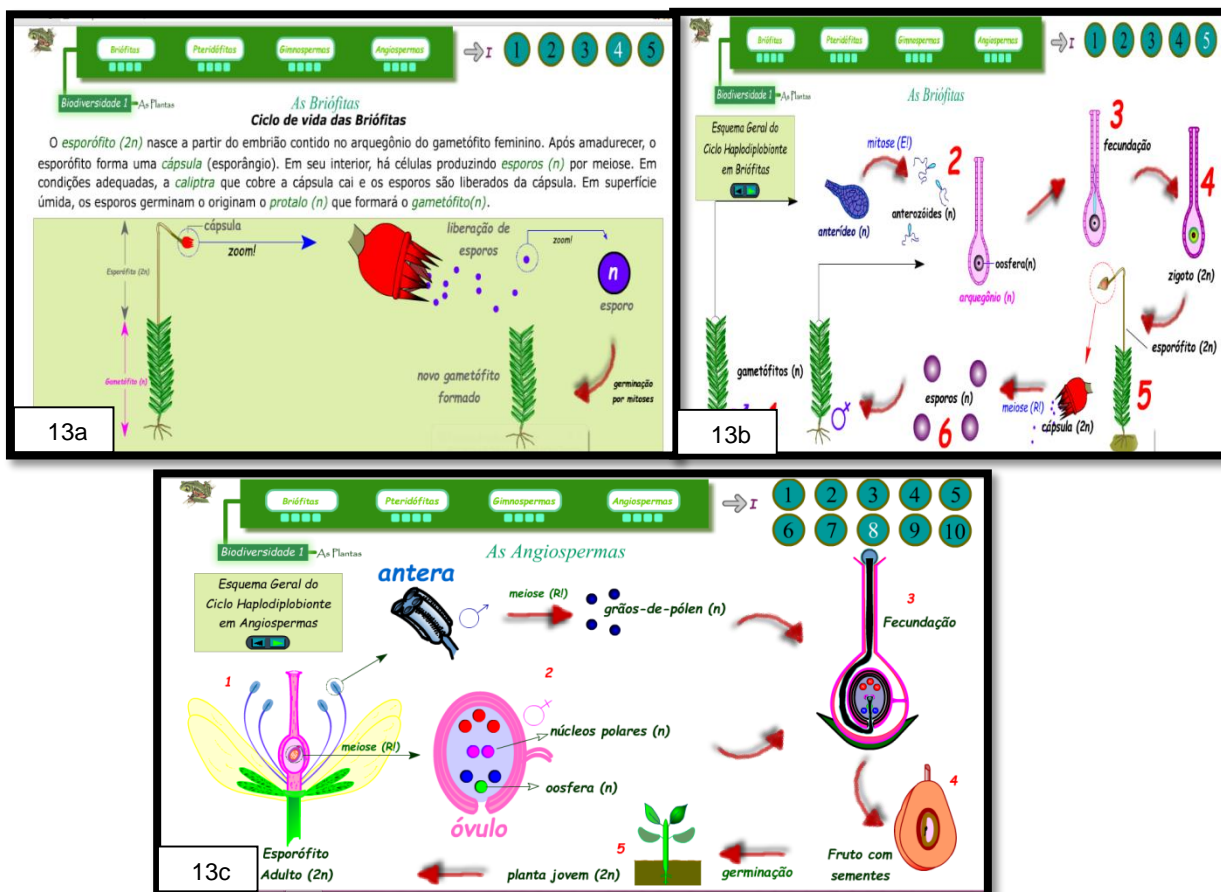 Briófitas Pteridófitas Gimnospermas Angiospermas I 1 2 3 4 5
Biodiversidade 1 As Plantas
As Briófitas
Ciclo de vida das Briófitas
O esporófito (2n) nasce a partir do embrião contido no arquegônio do gametófito feminino. Após amadurecer, o
esporófito forma uma cápsula (esporângio). Em seu interior, há células produzindo esporos (n) por meiose. Em
condições adequadas, a caliptra que cobre a cápsula cai e os esporos são liberados da cápsula. Em superfície
úmida, os esporos germinam o originam o protalo (n) que formará o gametófito(n).
cápsula
zoom!
Esporófito (2n)
Gametófito (n)
liberação de
esporos
zoom!
n
esporo
novo gametófito
formado
germinação
por mitoses
13a
Briófitas Pteridófitas Gimnospermas Angiospermas I 1 2 3 4 5
Biodiversidade 1 As Plantas
As Briófitas
Esquema Geral do
Ciclo Haplodiplobionte
em Briófitas
mitose (E!)
2
anterídeo (n)
anterozóides (n)
oosfera(n)
arquegônio (n)
3
fecundação
4
zigoto (2n)
esporófito (2n)
5
cápsula (2n)
meiose (R!)
esporos (n)
6
gametófitos (n)
13b
Briófitas Pteridófitas Gimnospermas Angiospermas I 1 2 3 4 5
6 7 8 9 10
Biodiversidade 1 As Plantas
As Angiospermas
Esquema Geral do
Ciclo Haplodiplobionte
em Angiospermas
antera
meiose (R!)
grãos-de-pólen (n)
3
Fecundação
1
meiose (R!)
2
núcleos polares (n)
oosfera (n)
óvulo
4
Fruto com
sementes
germinação
5
planta jovem (2n)
Esporófito
Adulto (2n)
13c